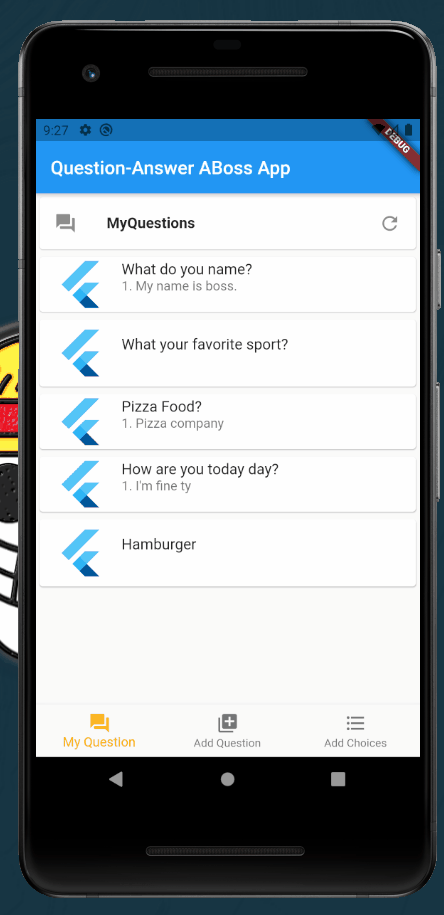 9:27
DEBUG
Question-Answer ABoss App
MyQuestions
What do you name?
1. My name is boss.
What your favorite sport?
Pizza Food?
1. Pizza company
How are you today day?
1. I'm fine ty
Hamburger
My Question
Add Question
Add Choices